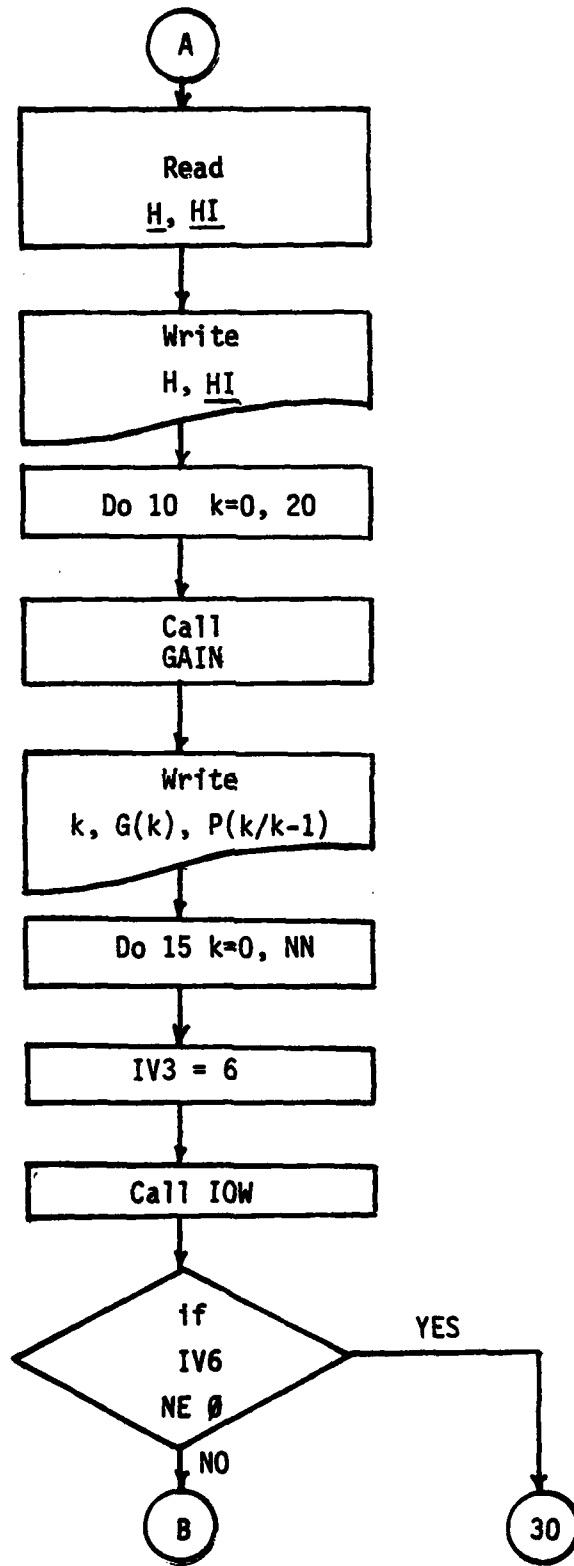 A
Read
H, HI
Write
H, HI
Do 10 k=0, 20
Call
GAIN
Write
k, G(k), P(k/k-1)
Do 15 k=0, NN
IV3 = 6
Call IOW
if
IV6
NE Ø
YES
NO
B
30